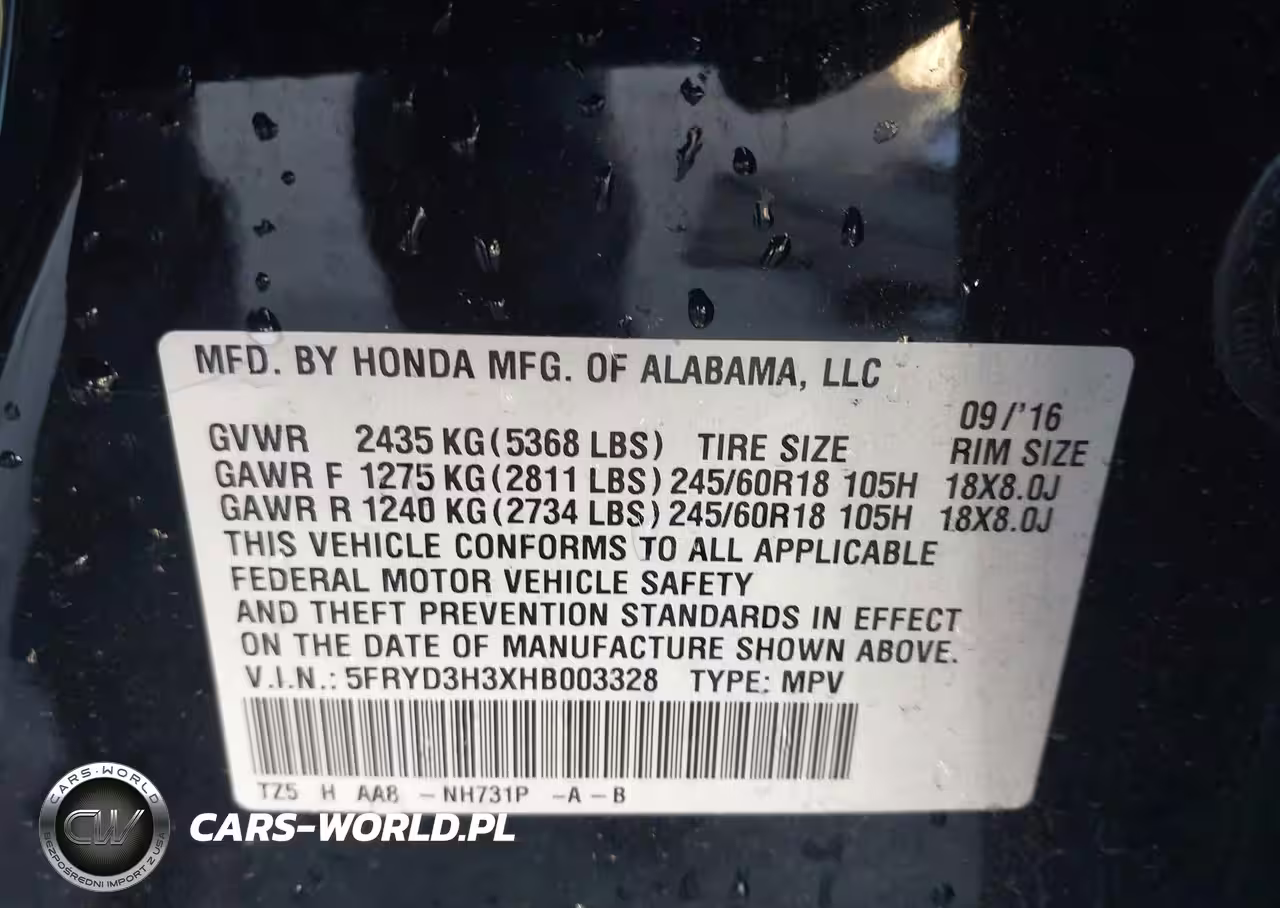 MFD. BY HONDA MFG. OF ALABAMA, LLC
09/'16
GVWR 2435 KG(5368 LBS) TIRE SIZE RIM SIZE
GAWR F 1275 KG(2811 LBS) 245/60R18 105H 18X8.0J
GAWR R 1240 KG(2734 LBS) 245/60R18 105H 18X8.0J
THIS VEHICLE CONFORMS TO ALL APPLICABLE
FEDERAL MOTOR VEHICLE SAFETY
AND THEFT PREVENTION STANDARDS IN EFFECT
ON THE DATE OF MANUFACTURE SHOWN ABOVE.
V.I.N.: 5FRYD3H3XHB003328 TYPE: MPV
TZ5 H AA8 - NH731P - A - B
CARS-WORLD
CW
BEZPOŚREDNI IMPORT Z USA
CARS-WORLD.PL